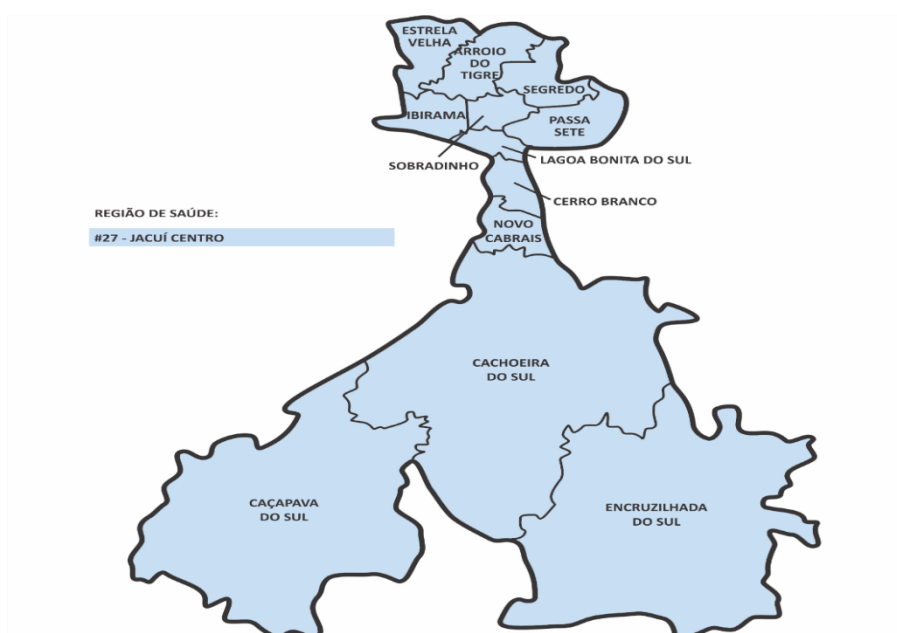 ESTRELA
VELHA
ARROIO
DO
TIGRE
SEGREDO
IBIRAMA
PASSA
SETE
SOBRADINHO
LAGOA BONITA DO SUL
CERRO BRANCO
REGIÃO DE SAÚDE:
#27 - JACUÍ CENTRO
NOVO
CABRAIS
CACHOEIRA
DO SUL
CAÇAPAVA
DO SUL
ENCRUZILHADA
DO SUL